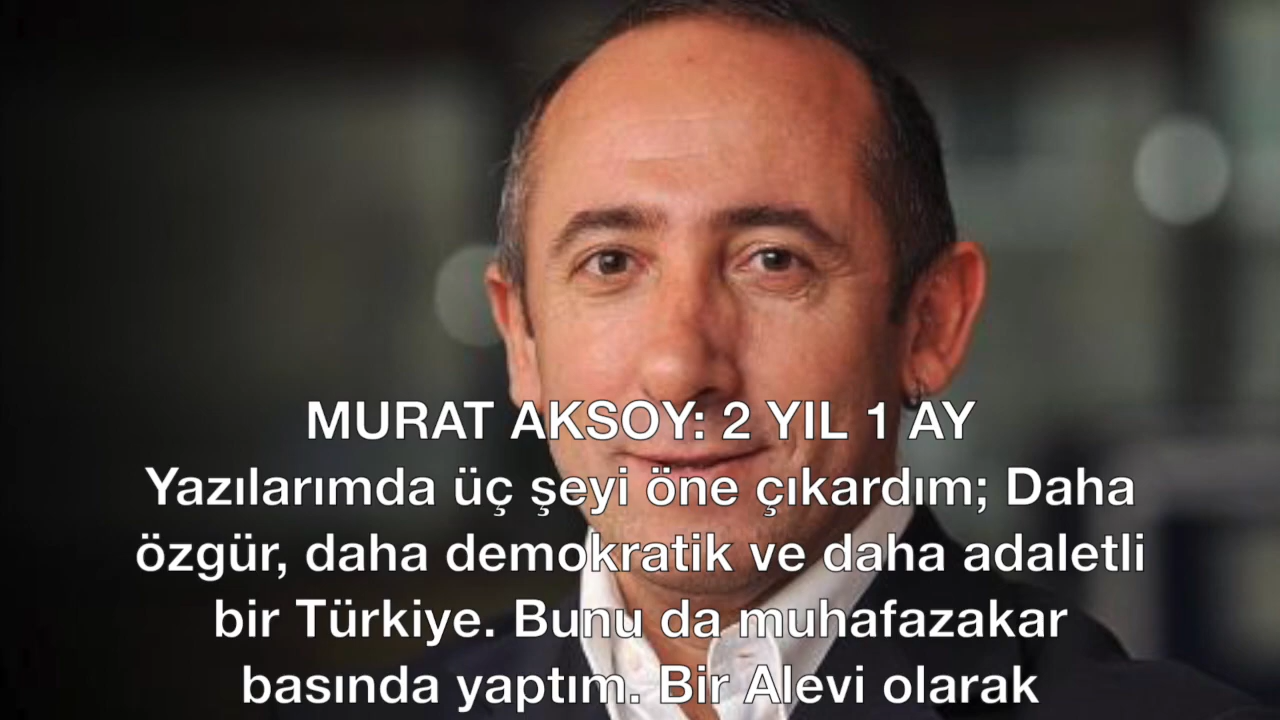 MURAT AKSOY: 2 YIL 1 AY
Yazılarımda üç şeyi öne çıkardım; Daha
özgür, daha demokratik ve daha adaletli
bir Türkiye. Bunu da muhafazakar
basında yaptım. Bir Alevi olarak